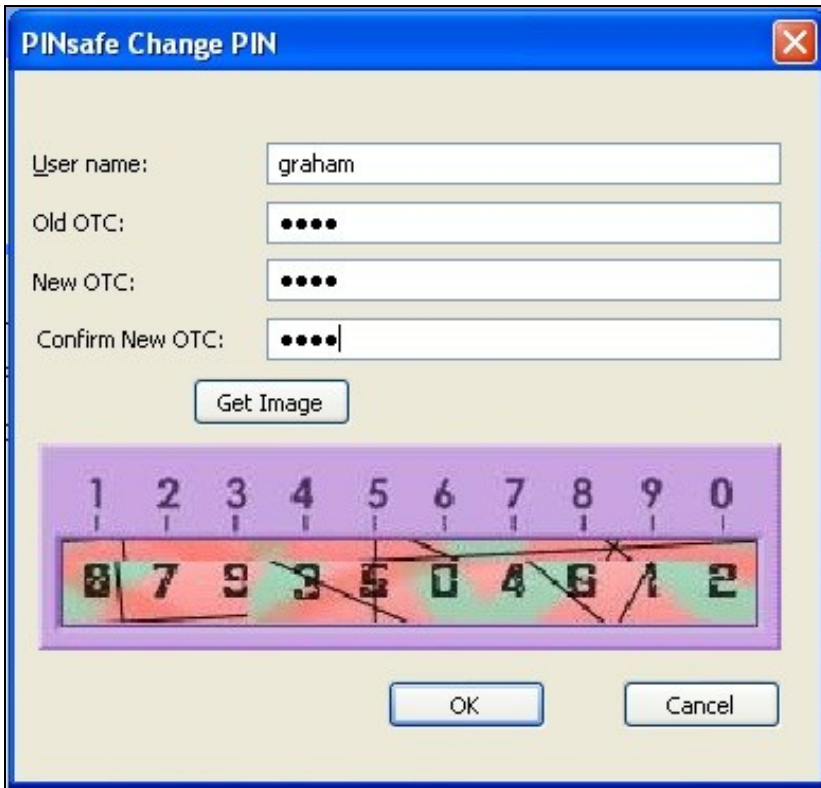 PINsafe Change PIN
User name: graham
Old OTC: ••••
New OTC: ••••
Confirm New OTC: ••••
Get Image
1 2 3 4 5 6 7 8 9 0
8 7 9 3 5 0 4 6 1 2
OK Cancel